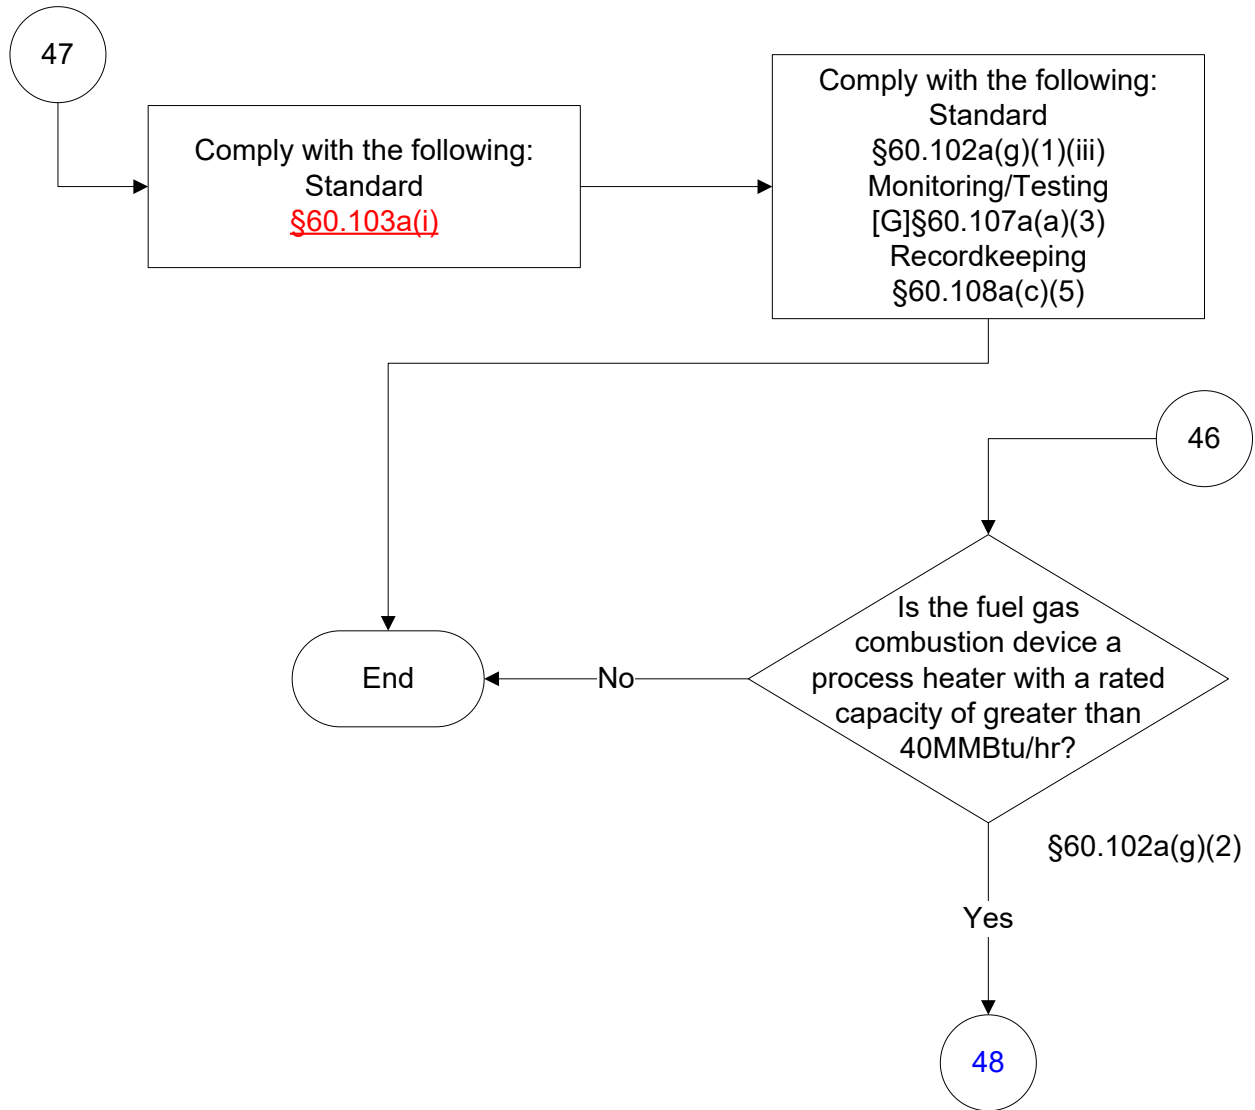 47
Comply with the following:
Standard
§60.103a(i)
Comply with the following:
Standard
§60.102a(g)(1)(iii)
Monitoring/Testing
[G]§60.107a(a)(3)
Recordkeeping
§60.108a(c)(5)
46
Is the fuel gas
combustion device a
process heater with a rated
capacity of greater than
40MMBtu/hr?
No
End
§60.102a(g)(2)
Yes
48